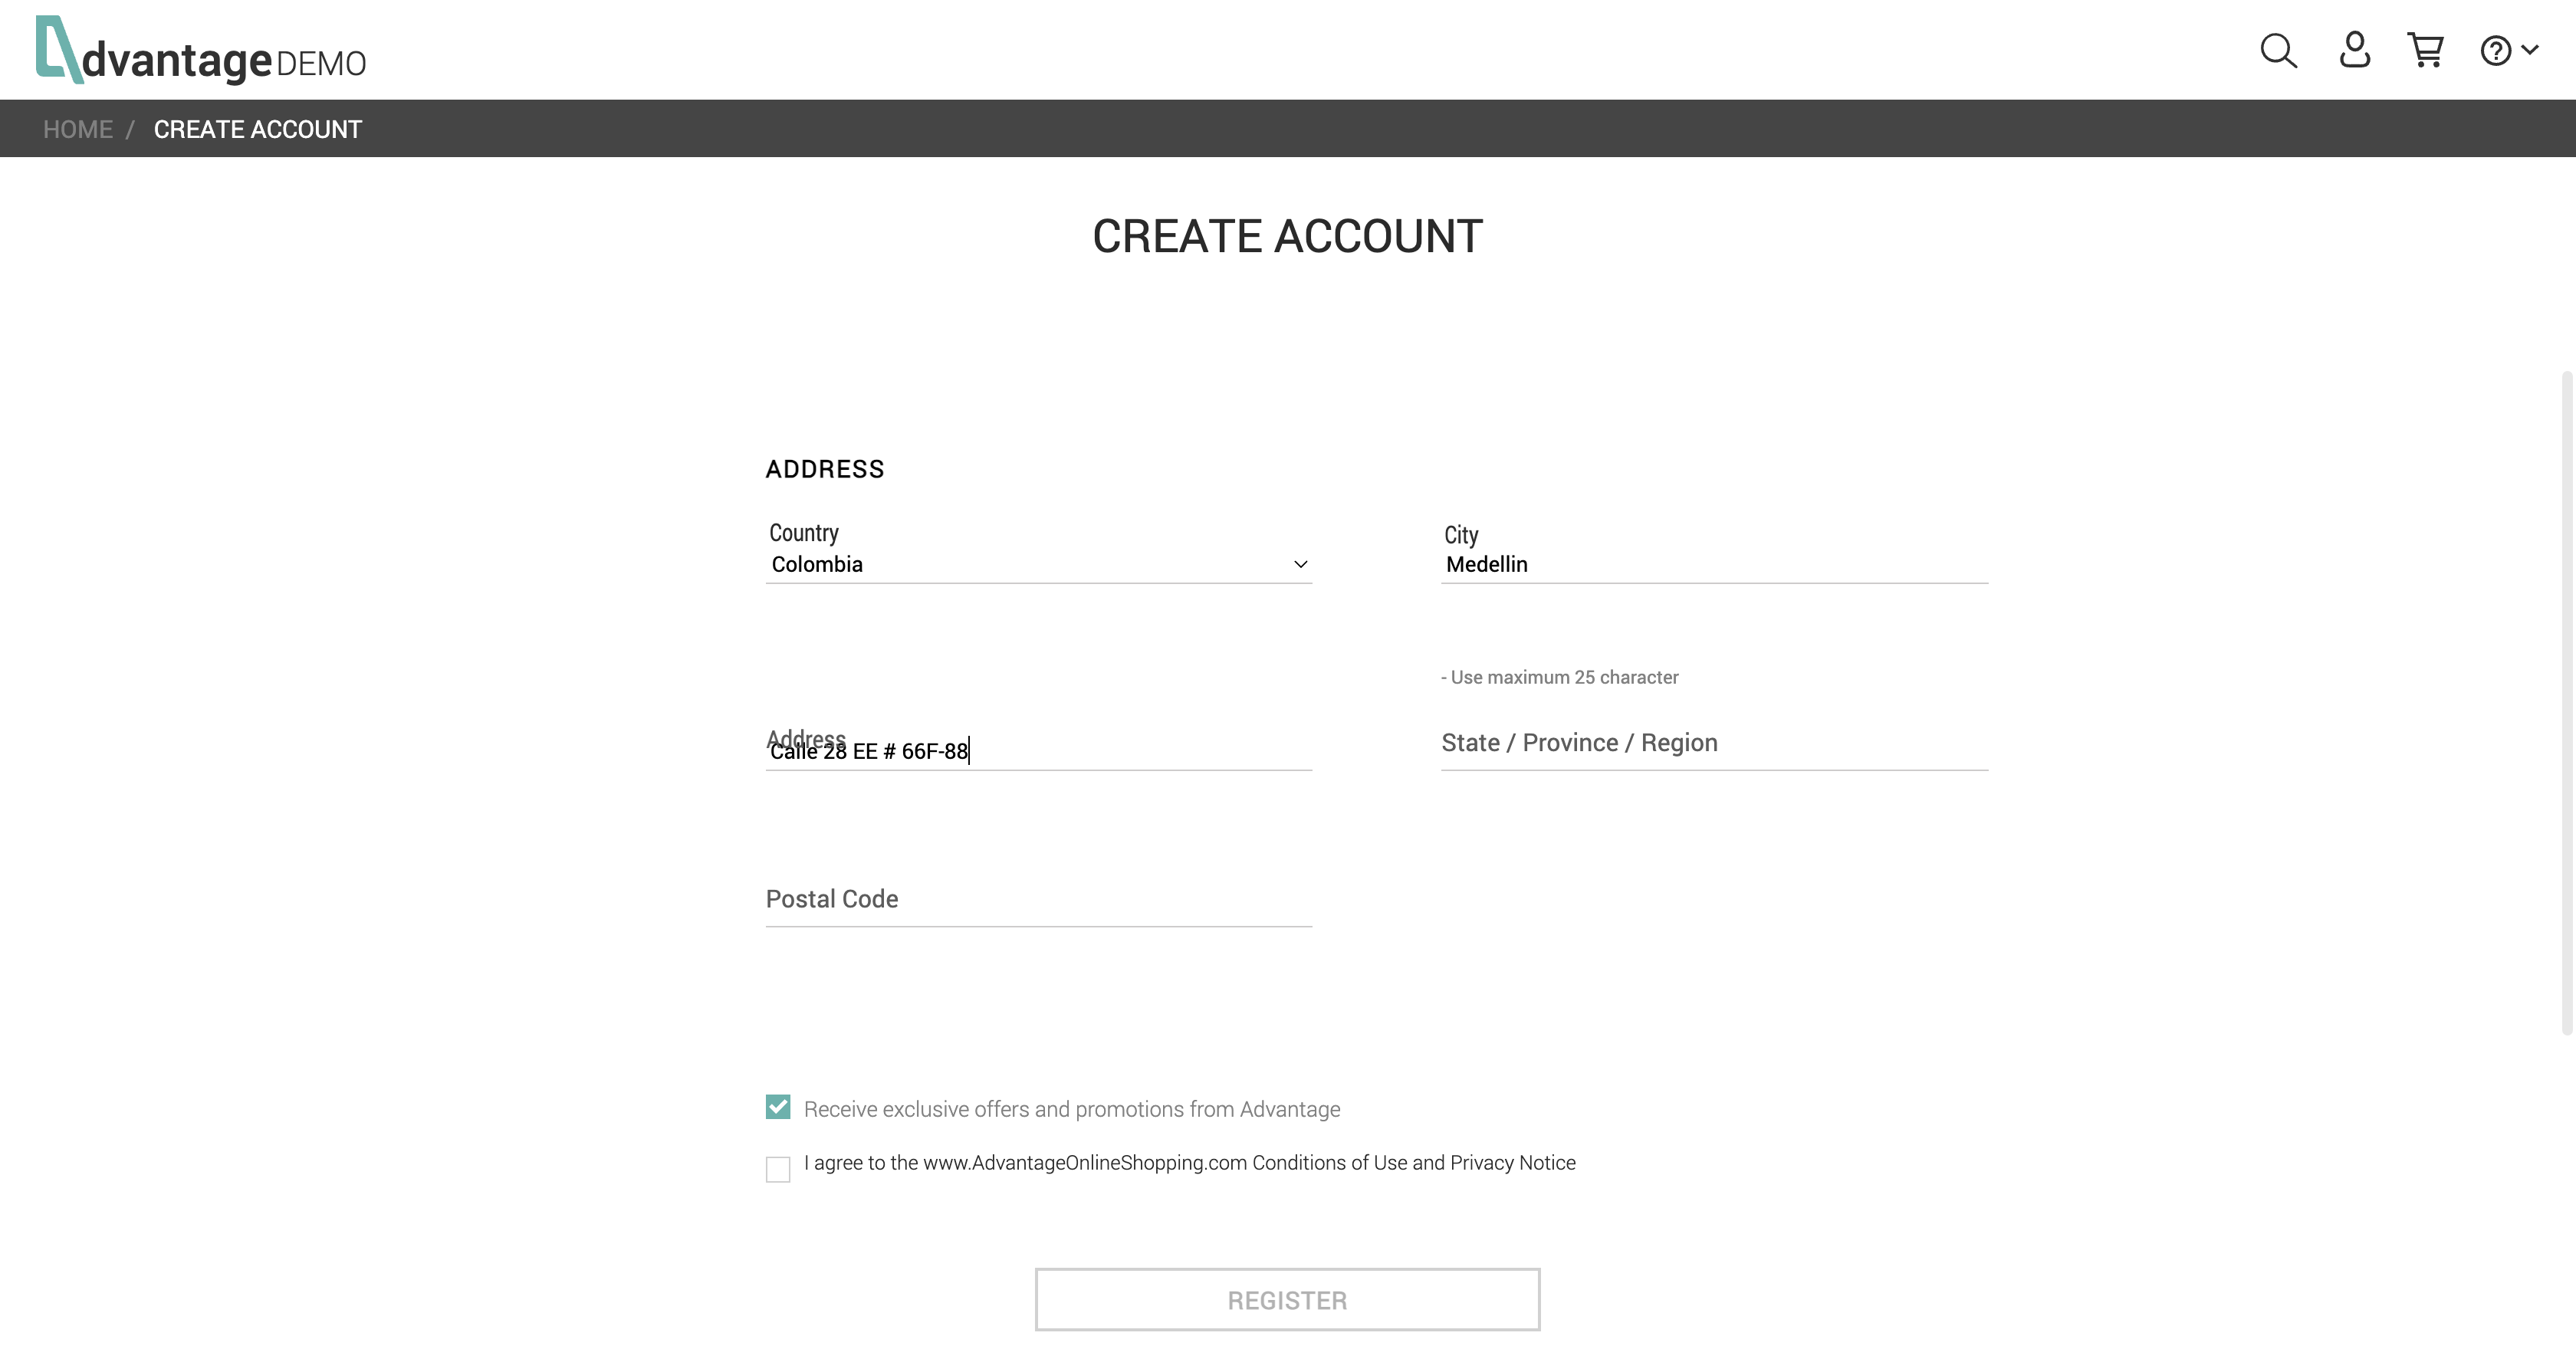 dvantage DEMO
HOME / CREATE ACCOUNT
CREATE ACCOUNT
ADDRESS
Country
Colombia
City
Medellin
- Use maximum 25 character
Address
Calle 28 EE # 66F-88
State / Province / Region
Postal Code
Receive exclusive offers and promotions from Advantage
I agree to the www.AdvantageOnlineShopping.com Conditions of Use and Privacy Notice
REGISTER